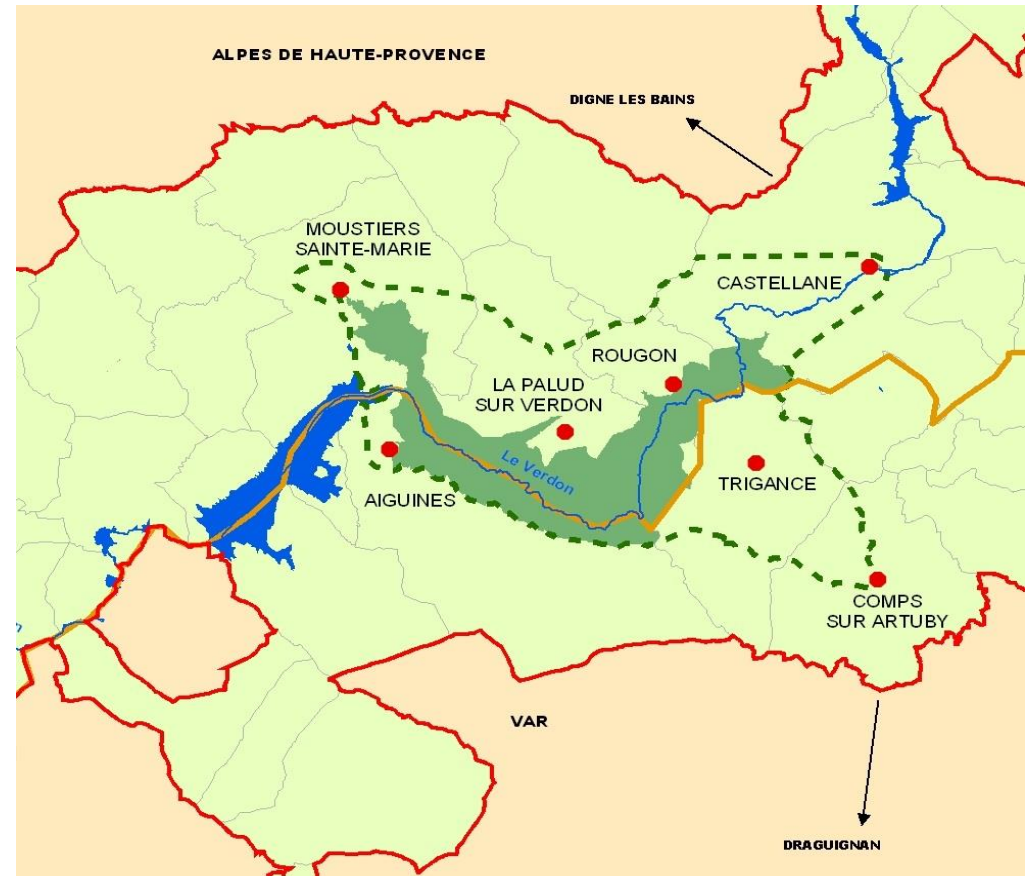 ALPES DE HAUTE-PROVENCE
DIGNE LES BAINS
MOUSTIERS
SAINTE-MARIE
CASTELLANE
ROUGON
LA PALUD
SUR VERDON
Le Verdon
TRIGANCE
AIGUINES
COMPS
SUR ARTUBY
VAR
DRAGUIGNAN